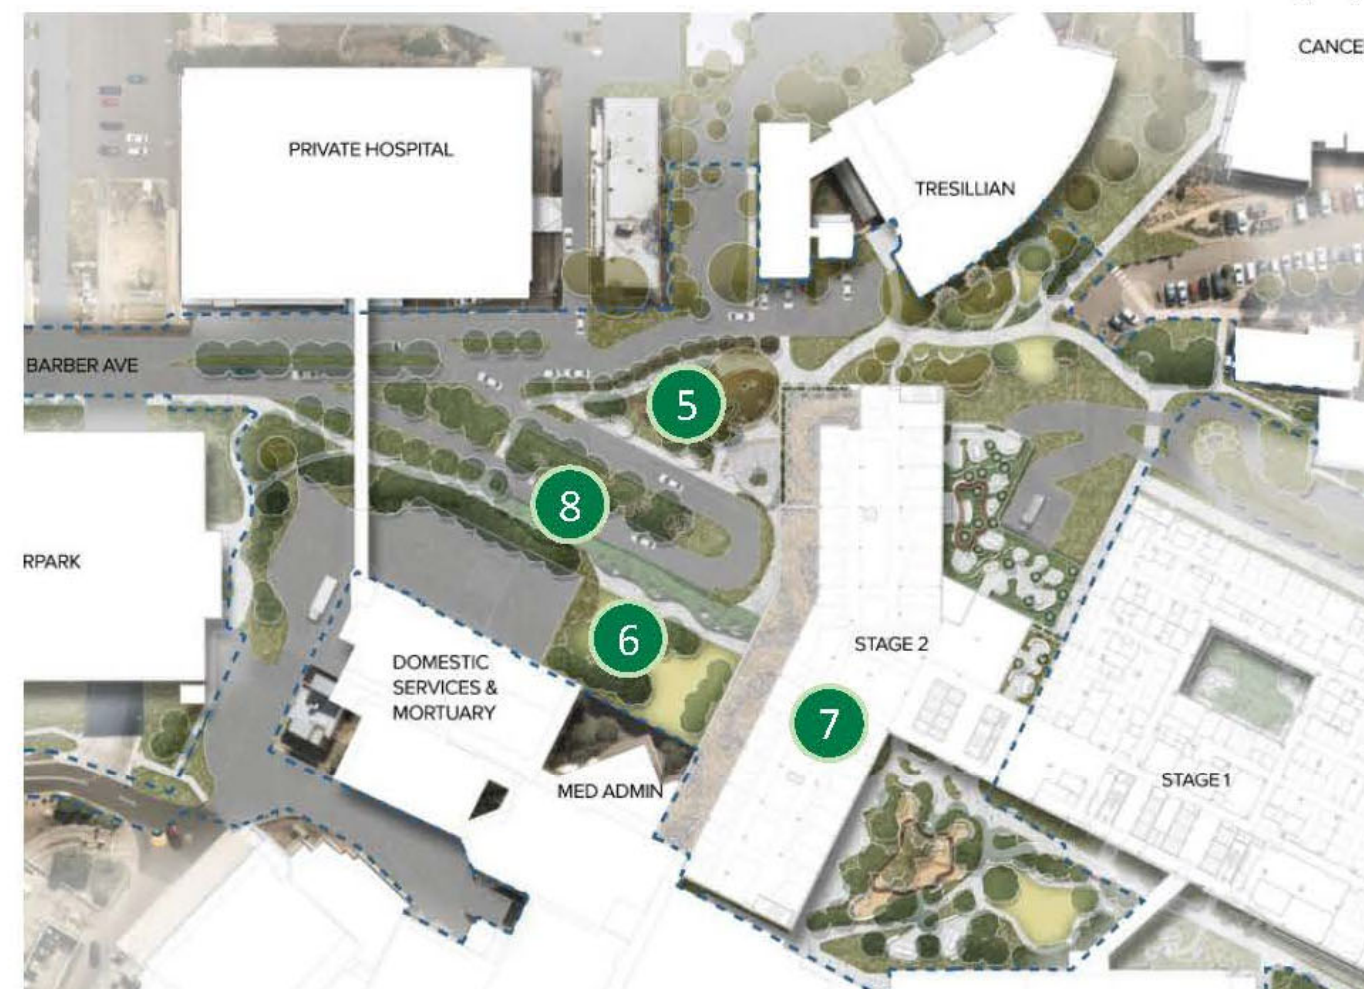 CANCE
PRIVATE HOSPITAL
TRESILLIAN
BARBER AVE
5
8
RPARK
6
STAGE 2
DOMESTIC
SERVICES &
MORTUARY
7
STAGE 1
MED ADMIN